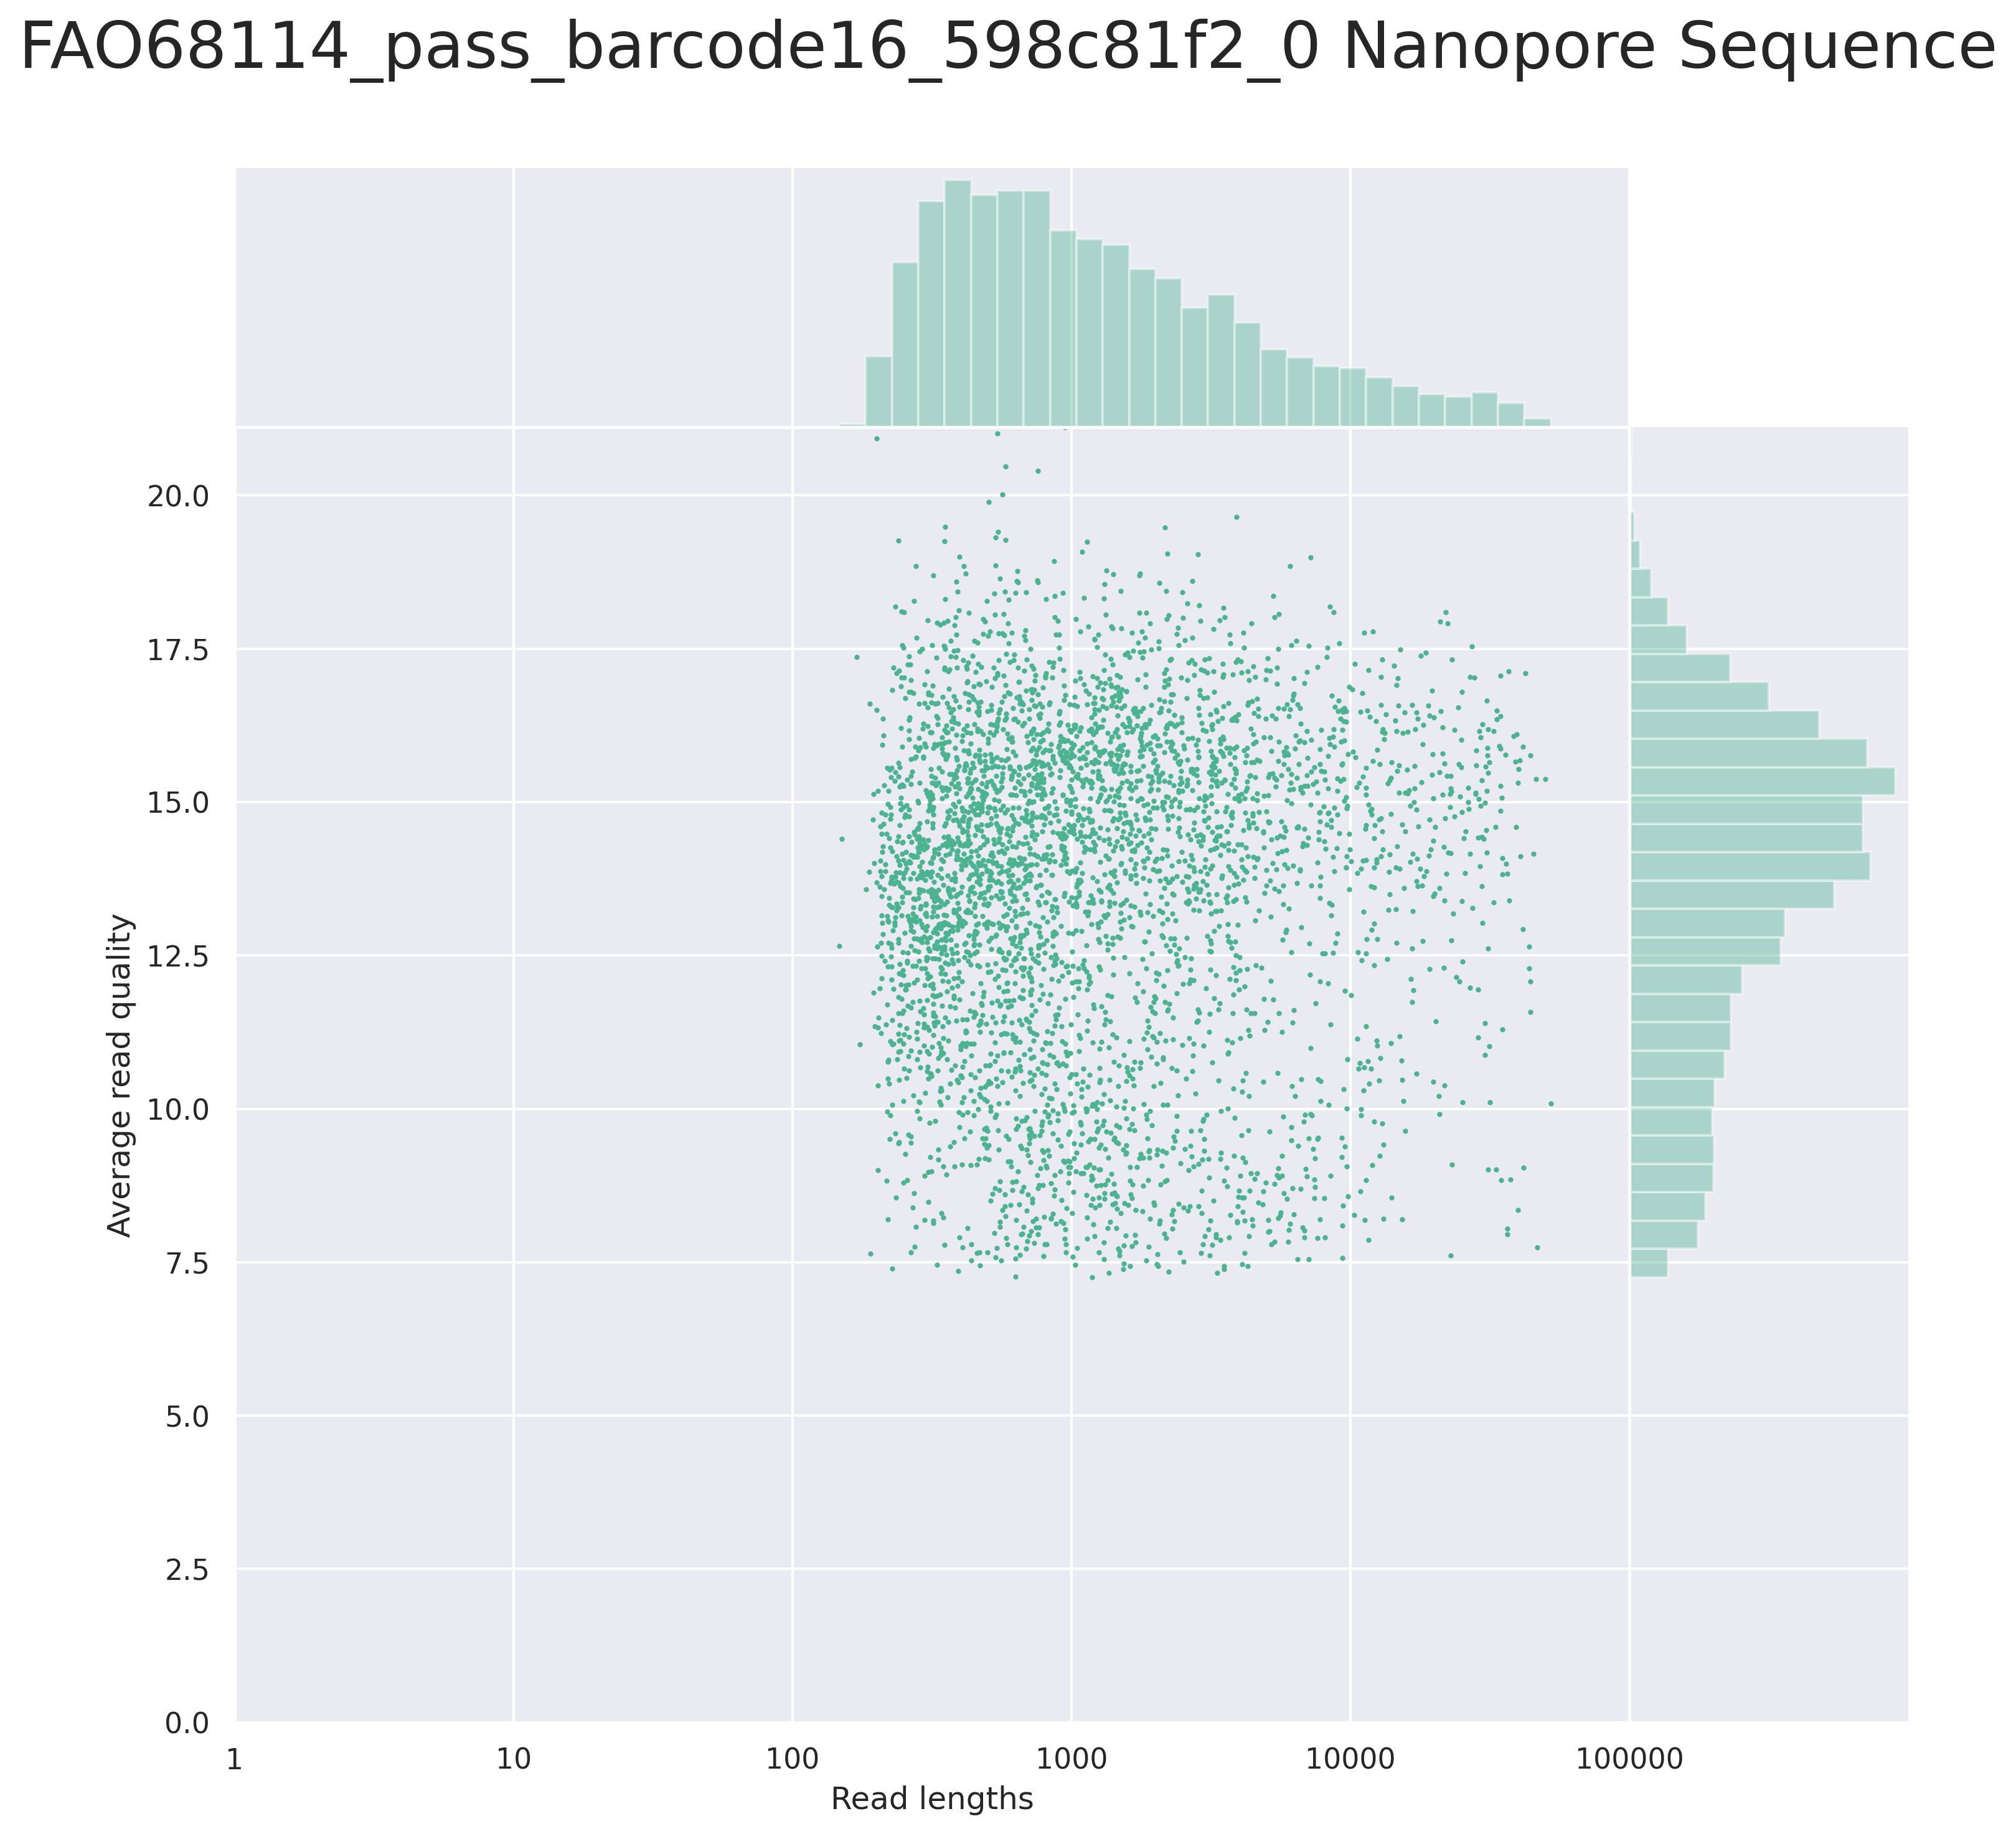 FAO68114_pass_barcode16_598c81f2_0 Nanopore Sequence
Average read quality
20.0
17.5
15.0
12.5
10.0
7.5
5.0
2.5
0.0
1 10 100 1000 10000 100000
Read lengths